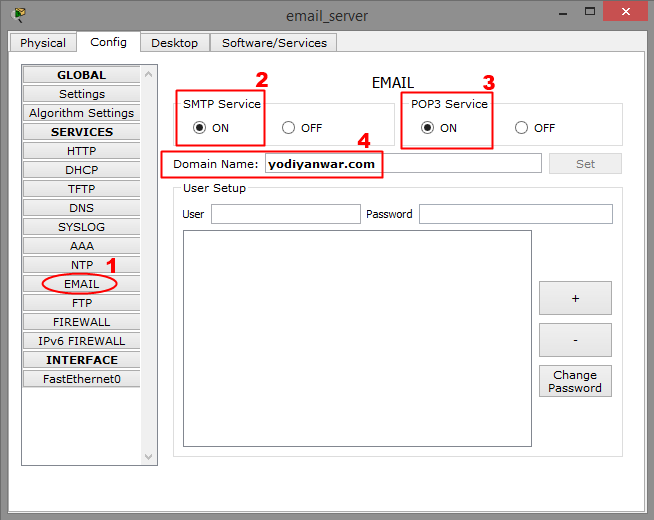 email_server
Physical Config Desktop Software/Services
GLOBAL
Settings
Algorithm Settings
SERVICES
HTTP
DHCP
TFTP
DNS
SYSLOG
AAA
NTP
1
EMAIL
FTP
FIREWALL
IPv6 FIREWALL
INTERFACE
FastEthernet0
EMAIL
2
SMTP Service
ON OFF
3
POP3 Service
ON OFF
4
Domain Name: yodiyanwar.com Set
User Setup
User Password
+
-
Change
Password